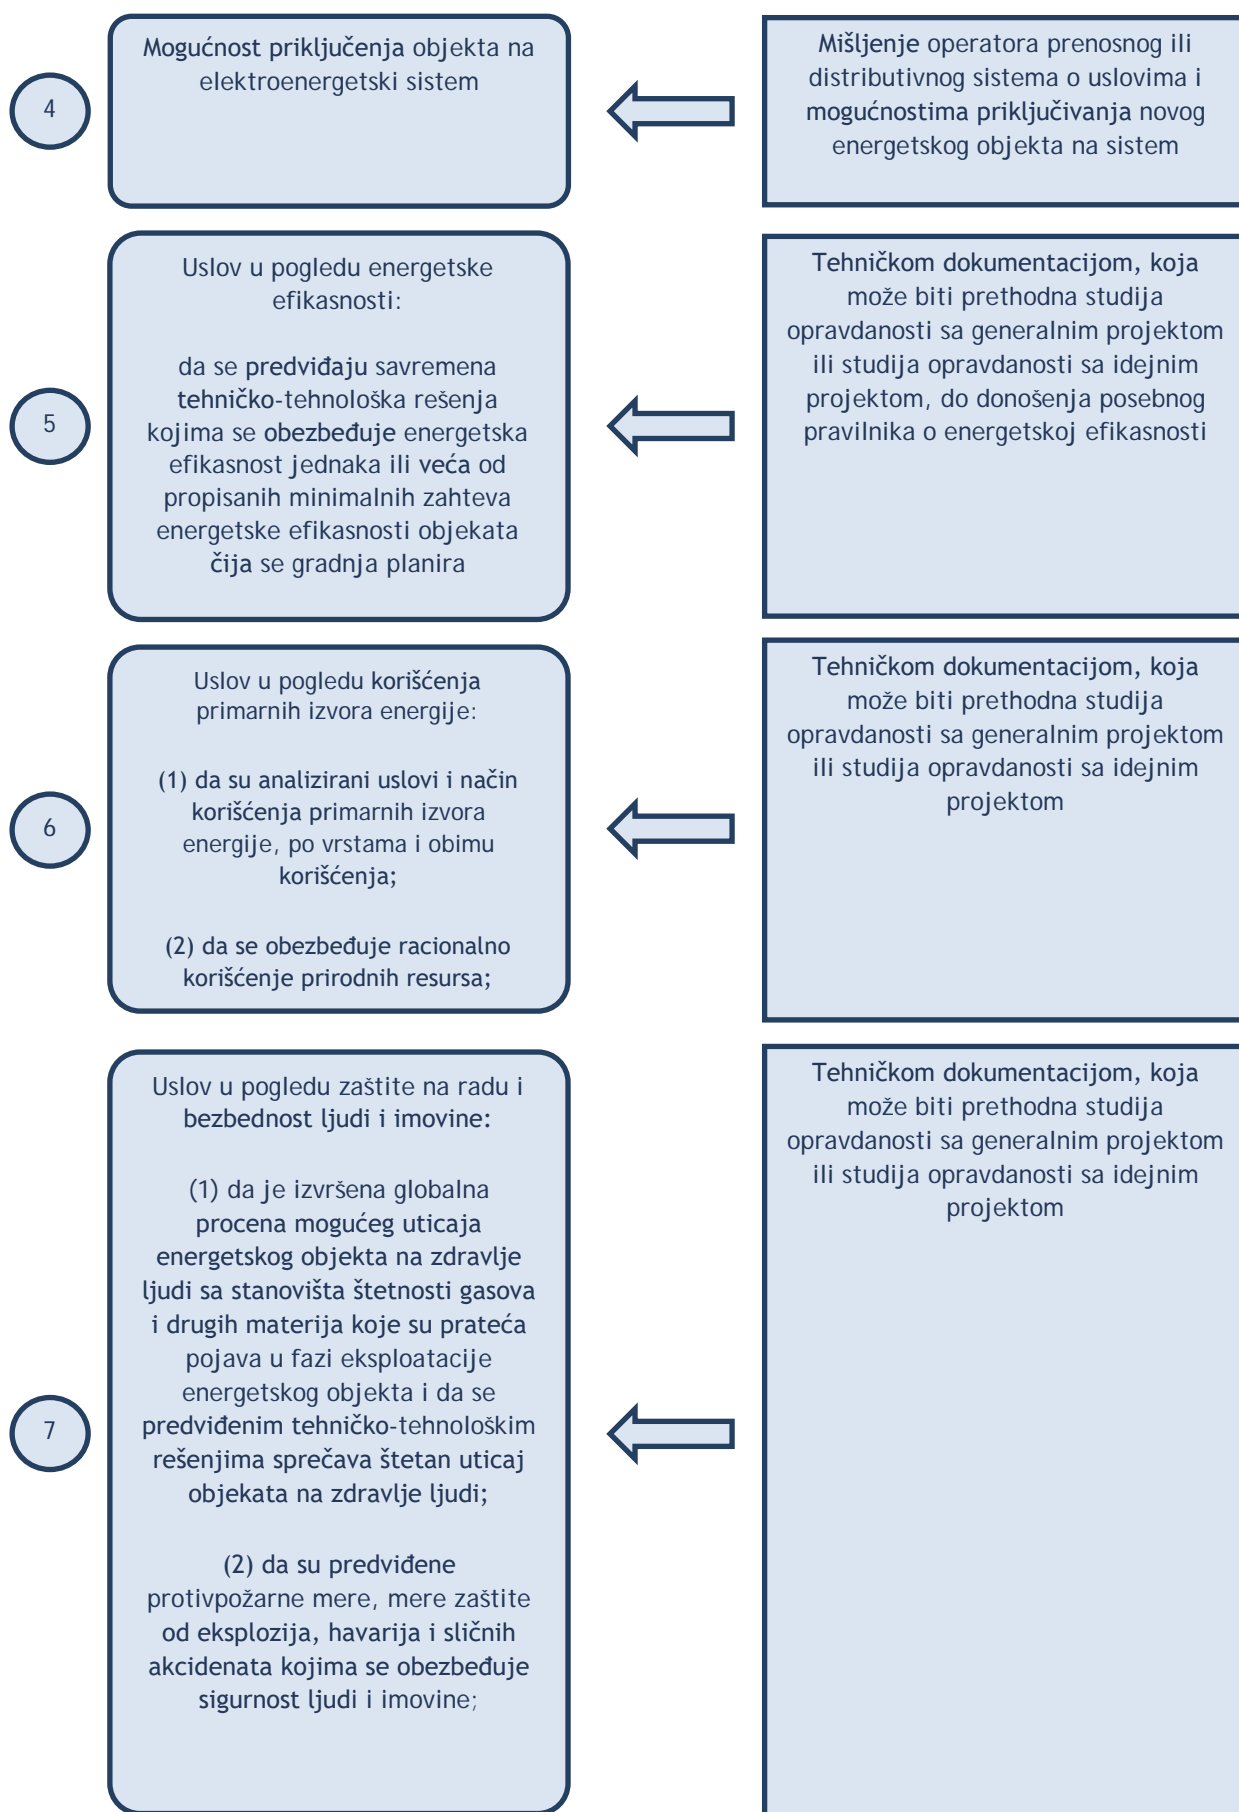 4
Mogućnost priključenja objekta na
elektroenergetski sistem
Mišljenje operatora prenosnog ili
distributivnog sistema o uslovima i
mogućnostima priključivanja novog
energetskog objekta na sistem
5
Uslov u pogledu energetske
efikasnosti:
da se predviđaju savremena
tehničko-tehnološka rešenja
kojima se obezbeđuje energetska
efikasnost jednaka ili veća od
propisanih minimalnih zahteva
energetske efikasnosti objekata
čija se gradnja planira
Tehničkom dokumentacijom, koja
može biti prethodna studija
opravdanosti sa generalnim projektom
ili studija opravdanosti sa idejnim
projektom, do donošenja posebnog
pravilnika o energetskoj efikasnosti
6
Uslov u pogledu korišćenja
primarnih izvora energije:
(1) da su analizirani uslovi i način
korišćenja primarnih izvora
energije, po vrstama i obimu
korišćenja;
(2) da se obezbeđuje racionalno
korišćenje prirodnih resursa;
Tehničkom dokumentacijom, koja
može biti prethodna studija
opravdanosti sa generalnim projektom
ili studija opravdanosti sa idejnim
projektom
7
Uslov u pogledu zaštite na radu i
bezbednost ljudi i imovine:
(1) da je izvršena globalna
procena mogućeg uticaja
energetskog objekta na zdravlje
ljudi sa stanovišta štetnosti gasova
i drugih materija koje su prateća
pojava u fazi eksploatacije
energetskog objekta i da se
predviđenim tehničko-tehnološkim
rešenjima sprečava štetan uticaj
objekata na zdravlje ljudi;
(2) da su predviđene
protivpožarne mere, mere zaštite
od eksplozija, havarija i sličnih
akcidenata kojima se obezbeđuje
sigurnost ljudi i imovine;
Tehničkom dokumentacijom, koja
može biti prethodna studija
opravdanosti sa generalnim projektom
ili studija opravdanosti sa idejnim
projektom